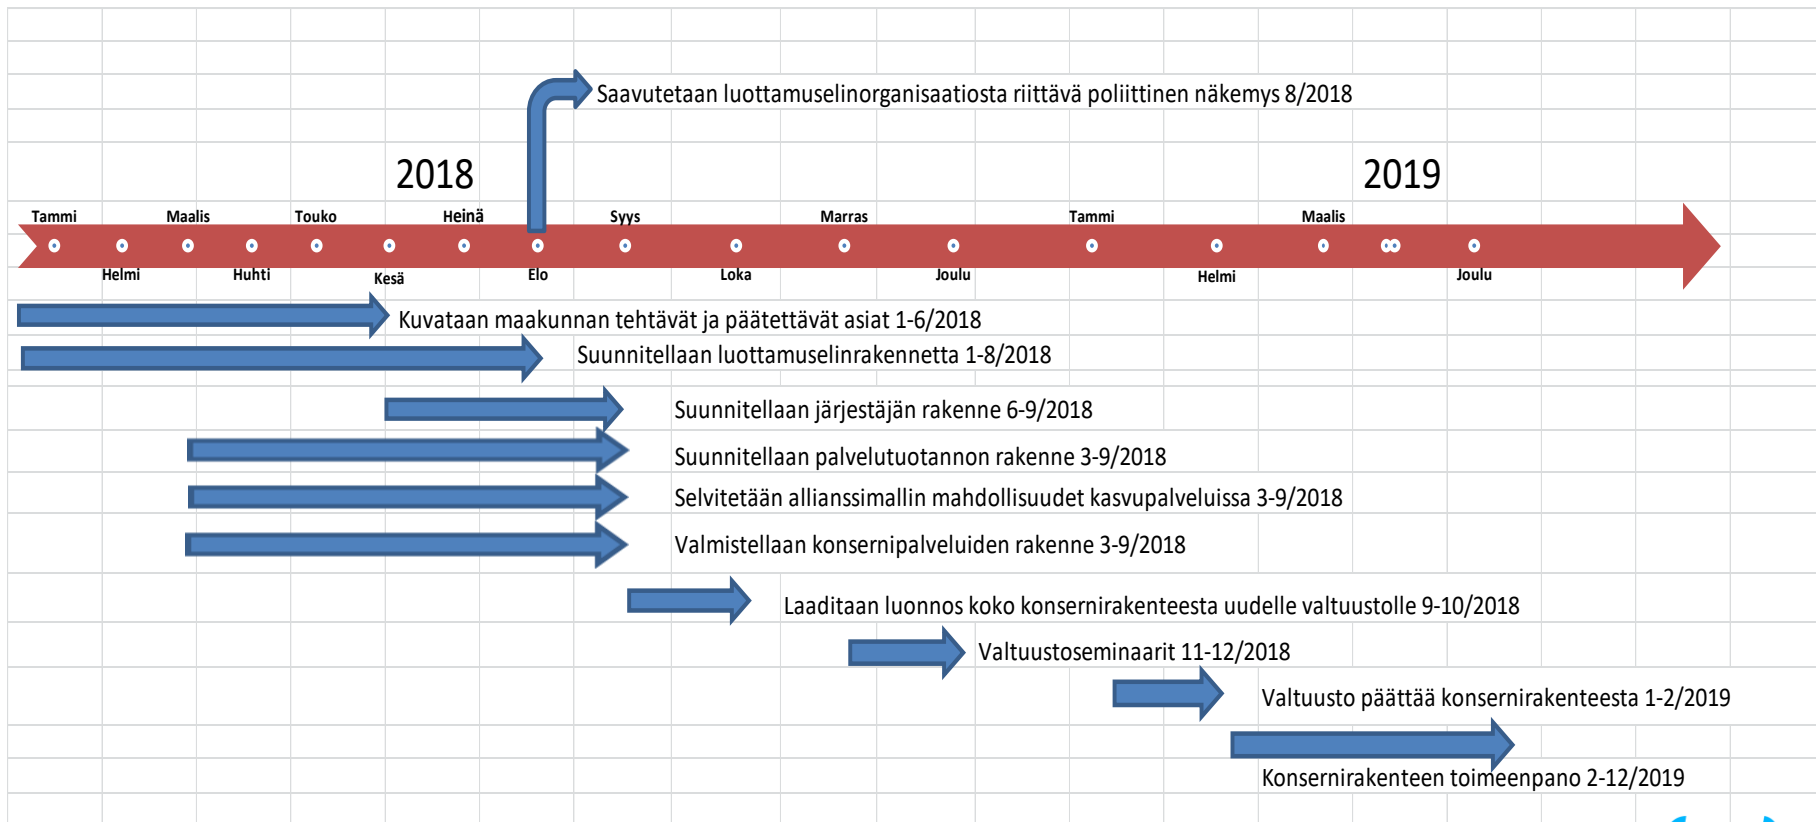 Saavutetaan luottamuselinorganisaatiosta riittävä poliittinen näkemys 8/2018
2018
2019
Tammi
Maalis
Touko
Heinä
Syys
Marras
Tammi
Maalis
Helmi
Huhti
Kesä
Elo
Loka
Joulu
Helmi
Joulu
Kuvataan maakunnan tehtävät ja päätettävät asiat 1-6/2018
Suunnitellaan luottamuselinrakennetta 1-8/2018
Suunnitellaan järjestäjän rakenne 6-9/2018
Suunnitellaan palvelutuotannon rakenne 3-9/2018
Selvitetään allianssimallin mahdollisuudet kasvupalveluissa 3-9/2018
Valmistellaan konsernipalveluiden rakenne 3-9/2018
Laaditaan luonnos koko konsernirakenteesta uudelle valtuustolle 9-10/2018
Valtuustoseminaarit 11-12/2018
Valtuusto päättää konsernirakenteesta 1-2/2019
Konsernirakenteen toimeenpano 2-12/2019